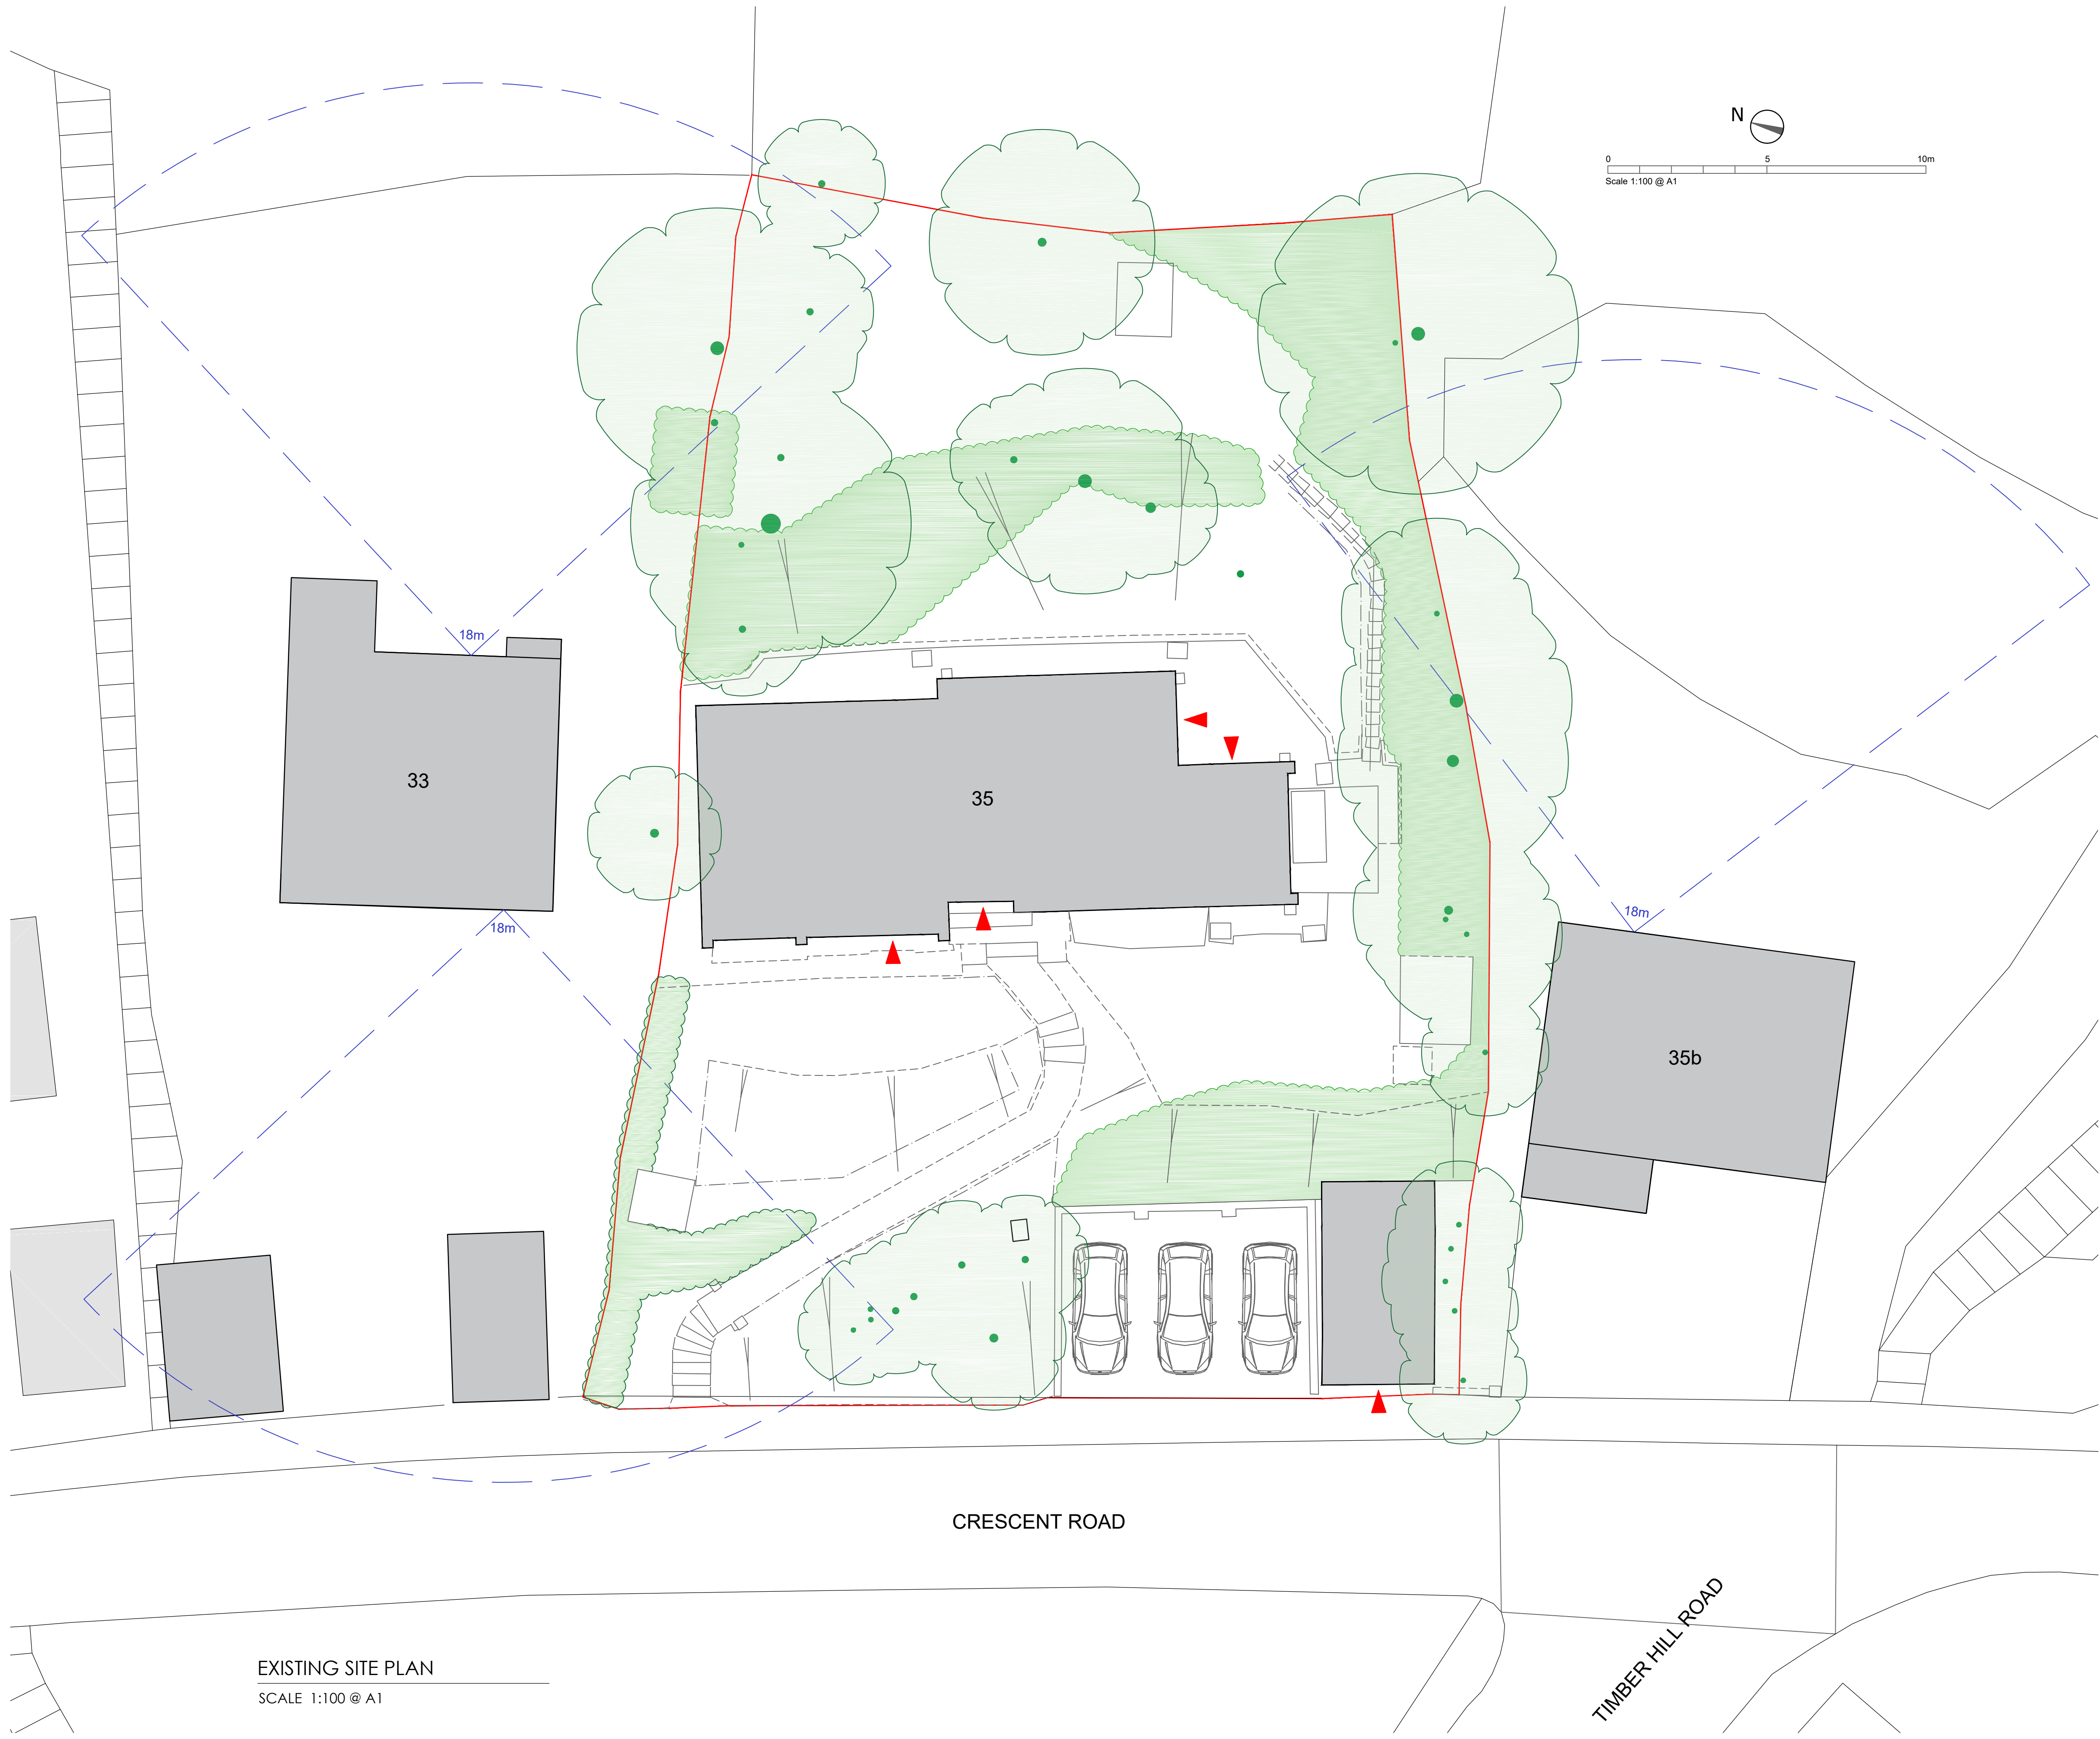 N
0 5 10m
Scale 1:100 @ A1
18m
33
35
18m
18m
35b
CRESCENT ROAD
TIMBER HILL ROAD
EXISTING SITE PLAN
SCALE 1:100 @ A1